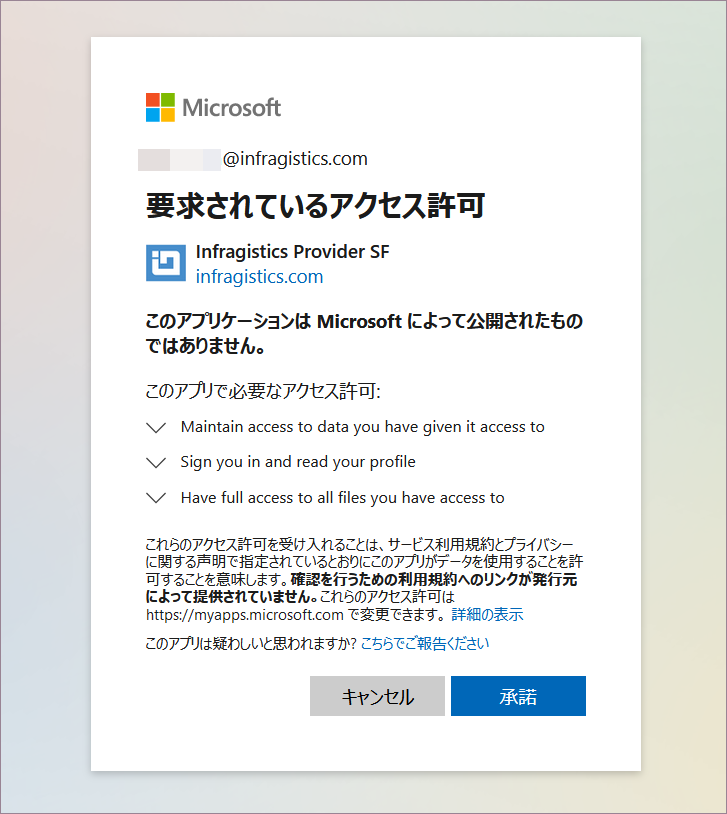 Microsoft
@infragistics.com
要求されているアクセス許可
Infragistics Provider SF
infragistics.com
このアプリケーションは Microsoft によって公開されたもの
ではありません。
このアプリで必要なアクセス許可:
Maintain access to data you have given it access to
Sign you in and read your profile
Have full access to all files you have access to
これらのアクセス許可を受け入れることは、サービス利用規約とプライバシー
に関する声明で指定されているとおりにこのアプリがデータを使用することを許
可することを意味します。確認を行うための利用規約へのリンクが発行元
によって提供されていません。これらのアクセス許可は
https://myapps.microsoft.com で変更できます。 詳細の表示
このアプリは疑わしいと思われますか? こちらでご報告ください
キャンセル
承諾